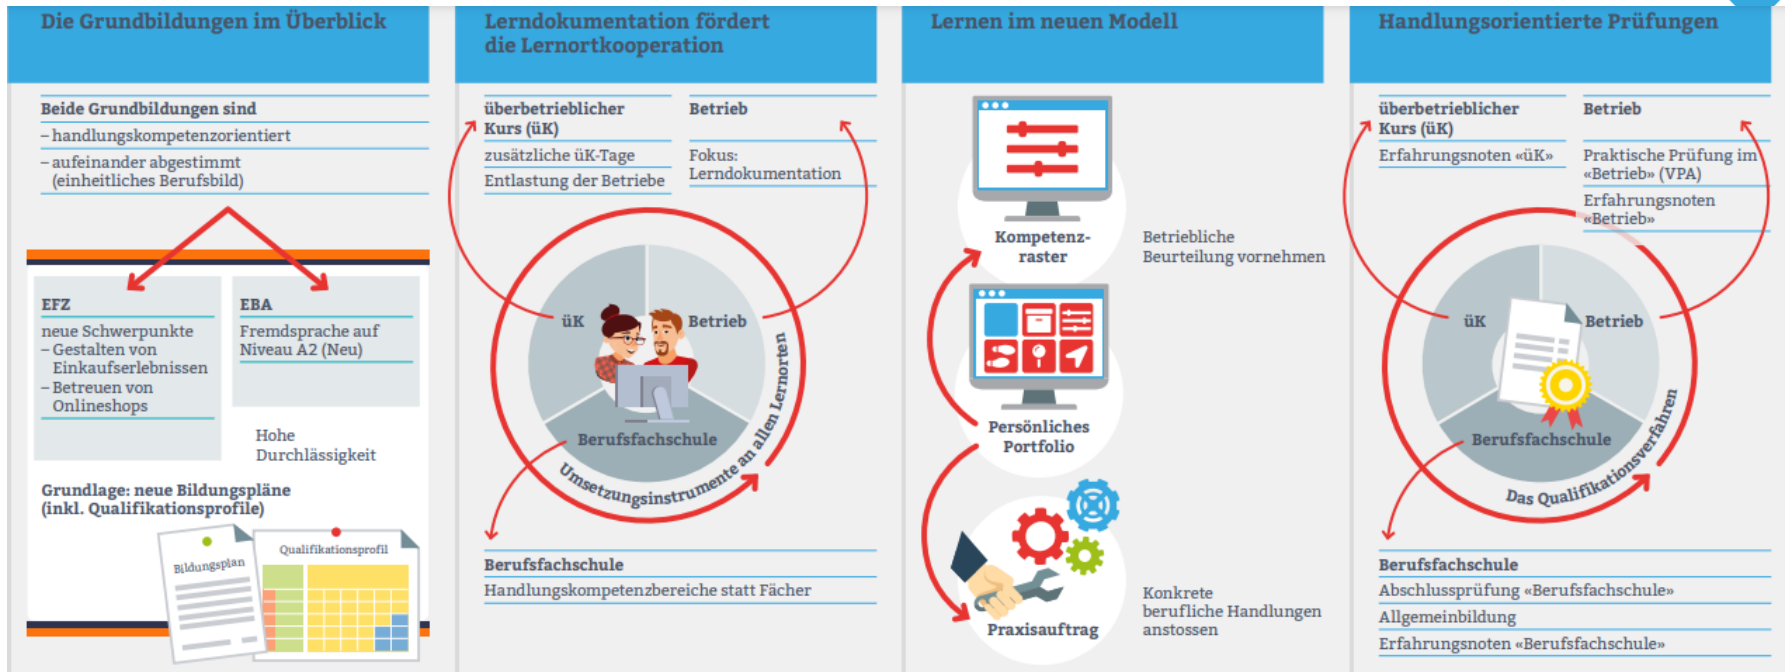 Die Grundbildungen im Überblick
Beide Grundbildungen sind
– handlungskompetenzorientiert
– aufeinander abgestimmt
(einheitliches Berufsbild)
EFZ
neue Schwerpunkte
– Gestalten von
Einkaufserlebnissen
– Betreuen von
Onlineshops
EBA
Fremdsprache auf
Niveau A2 (Neu)
Hohe
Durchlässigkeit
Grundlage: neue Bildungspläne
(inkl. Qualifikationsprofile)
Bildungsplan
Qualifikationsprofil
Lerndokumentation fördert
die Lernortkooperation
überbetrieblicher
Kurs (üK)
zusätzliche üK-Tage
Entlastung der Betriebe
Betrieb
Fokus:
Lerndokumentation
üK
Betrieb
Berufsfachschule
Umsetzungsinstrumente an allen Lernorten
Berufsfachschule
Handlungskompetenzbereiche statt Fächer
Lernen im neuen Modell
Kompetenz-
raster
Betriebliche
Beurteilung vornehmen
Persönliches
Portfolio
Praxisauftrag
Konkrete
berufliche Handlungen
anstossen
Handlungsorientierte Prüfungen
überbetrieblicher
Kurs (üK)
Erfahrungsnoten «üK»
Betrieb
Praktische Prüfung im
«Betrieb» (VPA)
Erfahrungsnoten
«Betrieb»
üK
Betrieb
Berufsfachschule
Das Qualifikationsverfahren
Berufsfachschule
Abschlussprüfung «Berufsfachschule»
Allgemeinbildung
Erfahrungsnoten «Berufsfachschule»